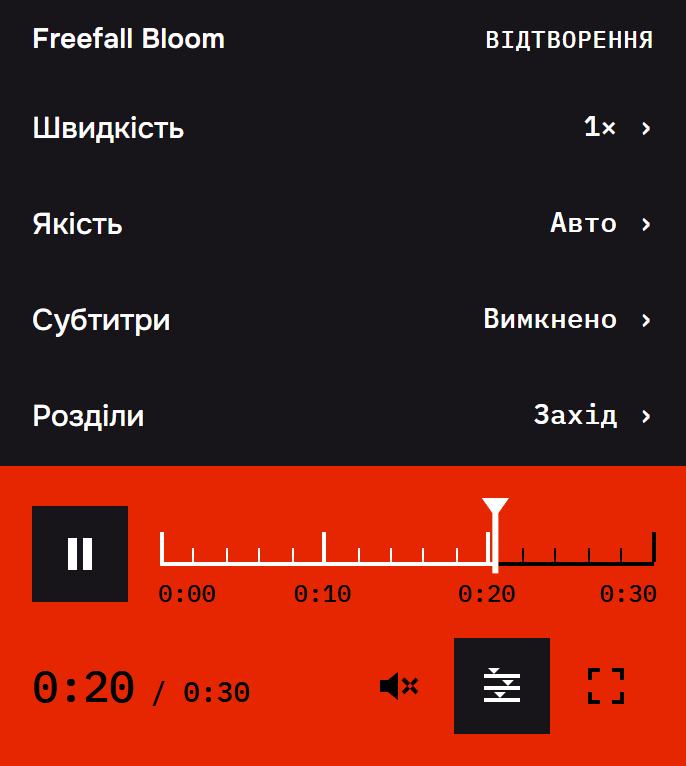 Freefall Bloom ВІДТВОРЕННЯ
Швидкість 1× ›
Якість Авто ›
Субтитри Вимкнено ›
Розділи Захід ›
0:00 0:10 0:20 0:30
0:20 / 0:30